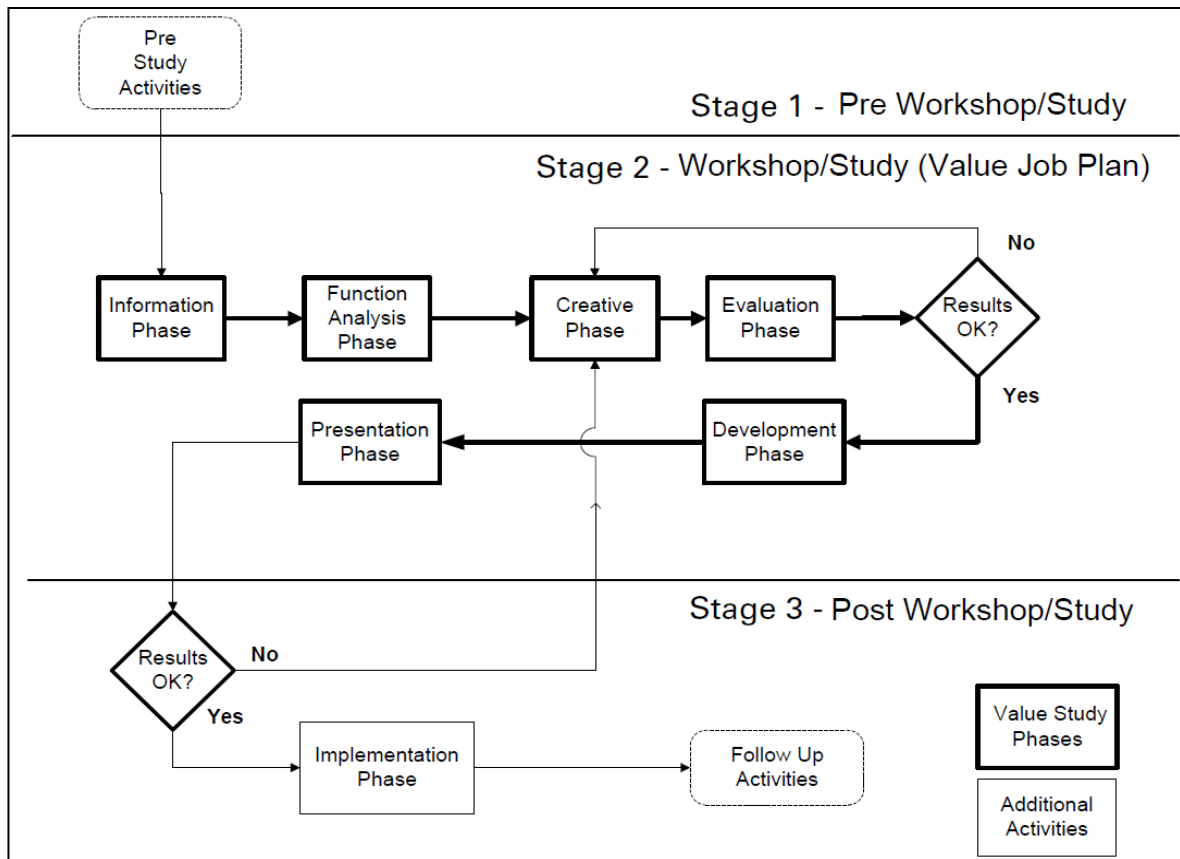 Pre
Study
Activities
Stage 1 - Pre Workshop/Study
Stage 2 - Workshop/Study (Value Job Plan)
No
Information
Phase
Function
Analysis
Phase
Creative
Phase
Evaluation
Phase
Results
OK?
Yes
Presentation
Phase
Development
Phase
Stage 3 - Post Workshop/Study
Results
OK?
No
Yes
Implementation
Phase
Follow Up
Activities
Value Study
Phases
Additional
Activities